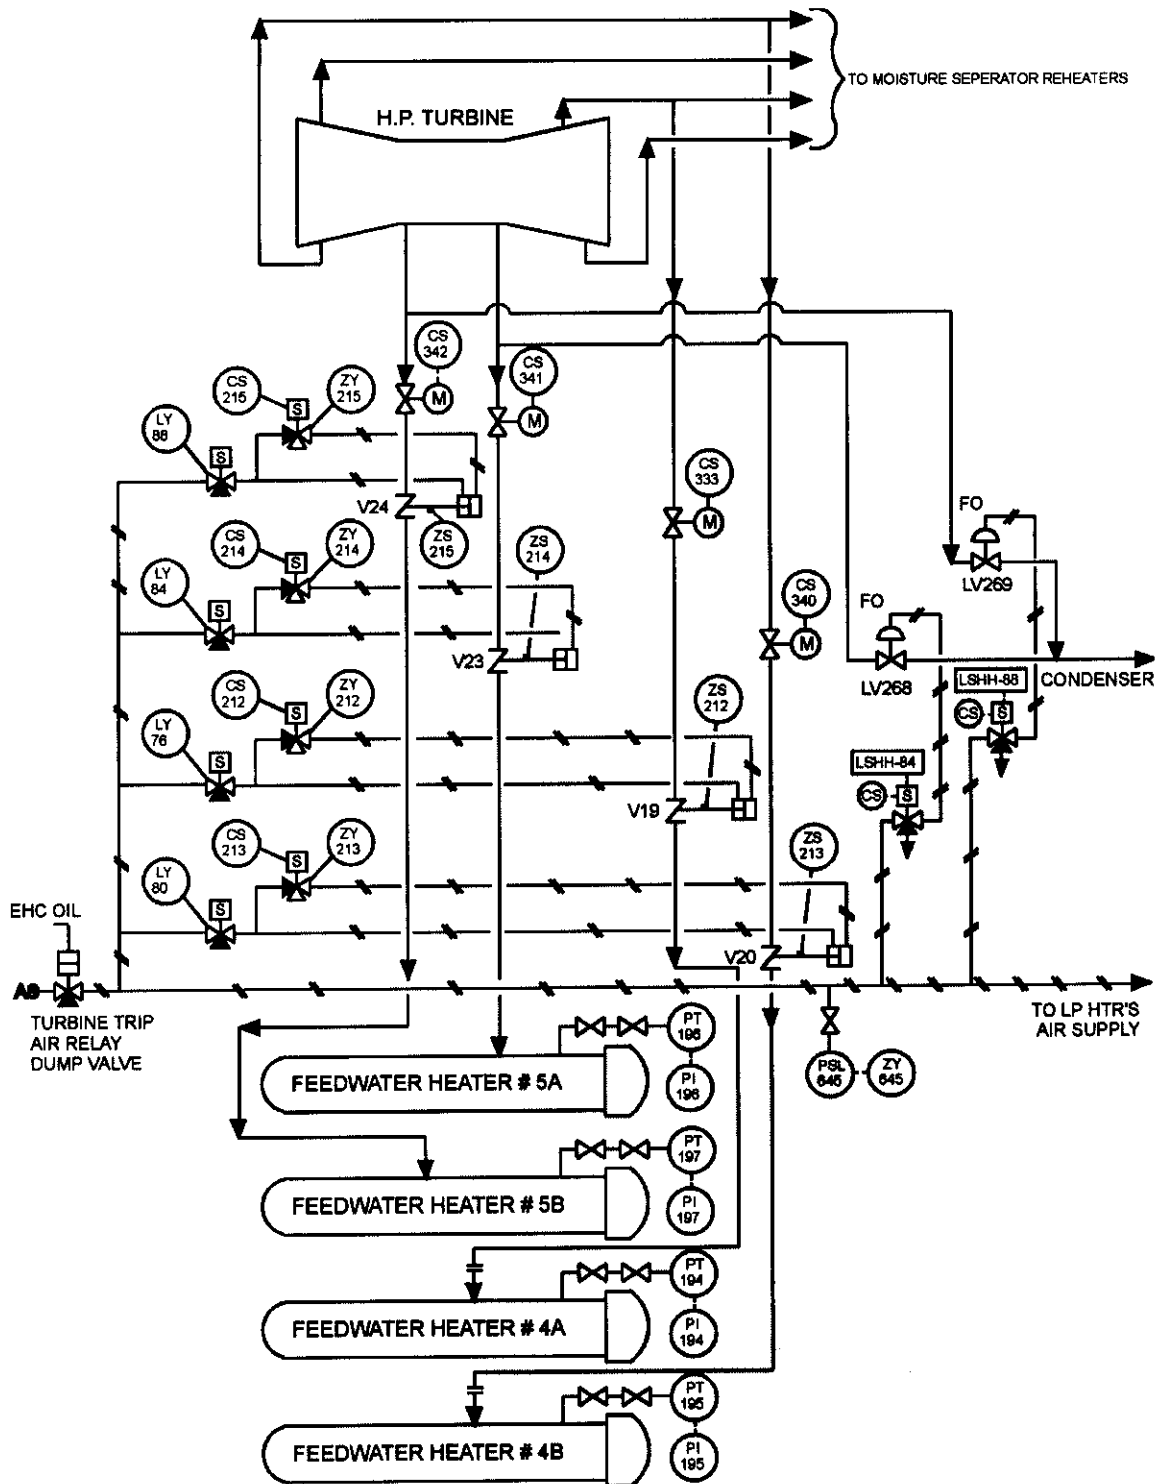 TO MOISTURE SEPERATOR REHEATERS
H.P. TURBINE
CS
342
CS
341
M
M
CS
215
ZY
215
S
LY
88
S
V24
ZS
215
CS
333
M
FO
LV269
CS
214
ZY
214
S
ZS
214
LY
84
S
V23
CS
340
M
FO
LV268
CONDENSER
LSHH-88
CS
S
CS
212
ZY
212
S
ZS
212
LY
76
S
V19
LSHH-84
CS
S
CS
213
ZY
213
S
ZS
213
LY
80
S
V20
EHC OIL
TURBINE TRIP
AIR RELAY
DUMP VALVE
TO LP HTR'S
AIR SUPPLY
PSL
645
ZY
645
FEEDWATER HEATER # 5A
PT
196
PI
196
FEEDWATER HEATER # 5B
PT
197
PI
197
FEEDWATER HEATER # 4A
PT
194
PI
194
FEEDWATER HEATER # 4B
PT
195
PI
195